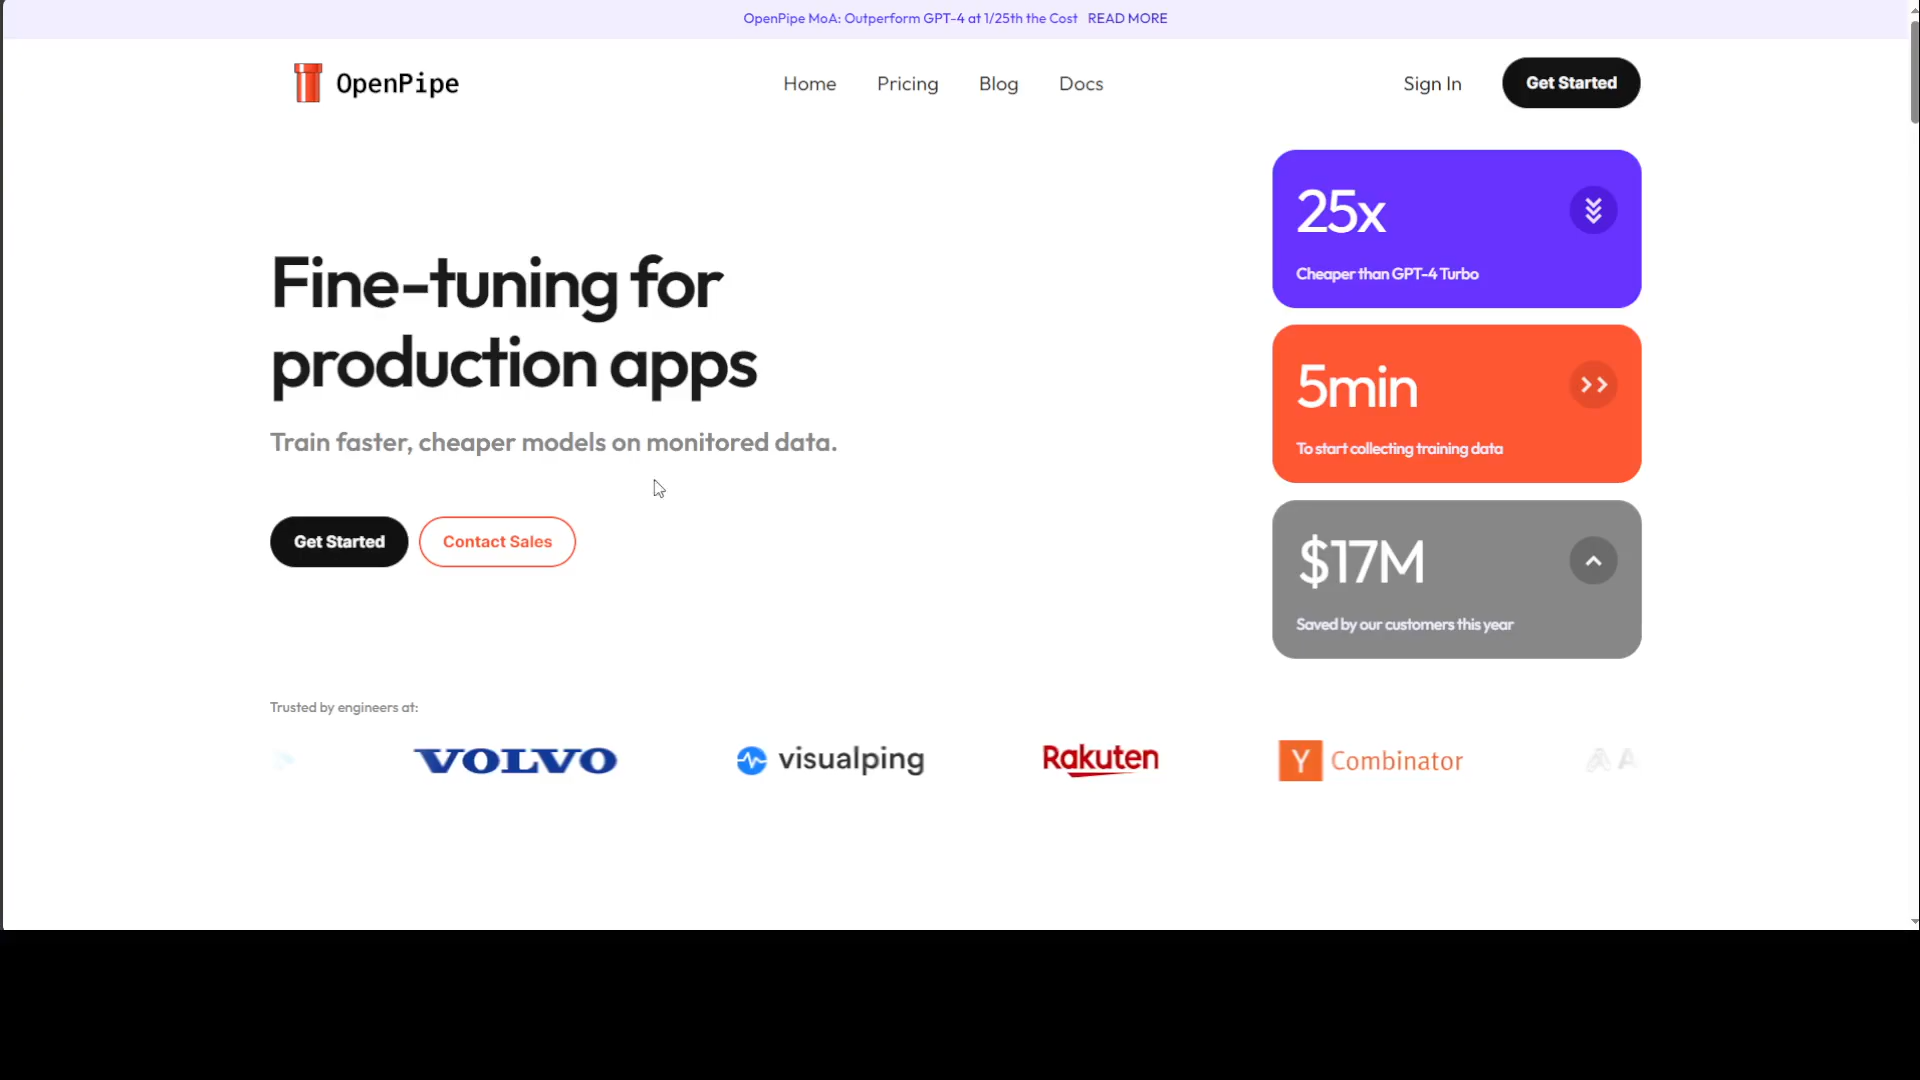 OpenPipe MoA: Outperform GPT-4 at 1/25th the Cost READ MORE
OpenPipe
Home Pricing Blog Docs
Sign In Get Started
Fine-tuning for
production apps
Train faster, cheaper models on monitored data.
Get Started Contact Sales
25x
Cheaper than GPT-4 Turbo
5min
To start collecting training data
$17M
Saved by our customers this year
Trusted by engineers at:
VOLVO visualping Rakuten Y Combinator